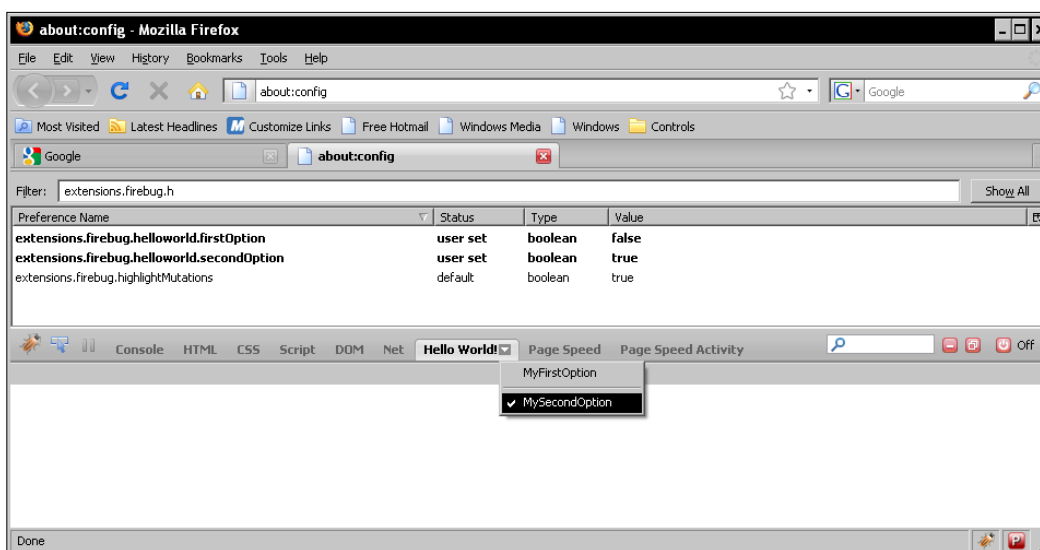 about:config - Mozilla Firefox
File Edit View History Bookmarks Tools Help
about:config G Google
Most Visited Latest Headlines Customize Links Free Hotmail Windows Media Windows Controls
Google about:config
Filter: extensions.firebug.h Show All
Preference Name Status Type Value
extensions.firebug.helloworld.firstOption user set boolean false
extensions.firebug.helloworld.secondOption user set boolean true
extensions.firebug.highlightMutations default boolean true
Console HTML CSS Script DOM Net Hello World! Page Speed Page Speed Activity Off
MyFirstOption
MySecondOption
Done P